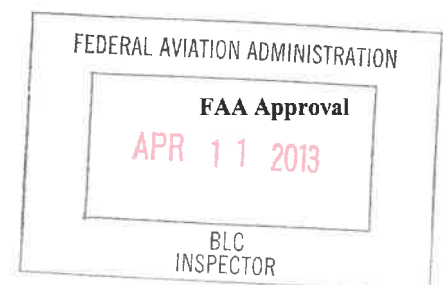 FEDERAL AVIATION ADMINISTRATION
FAA Approval
APR 11 2013
BLC
INSPECTOR